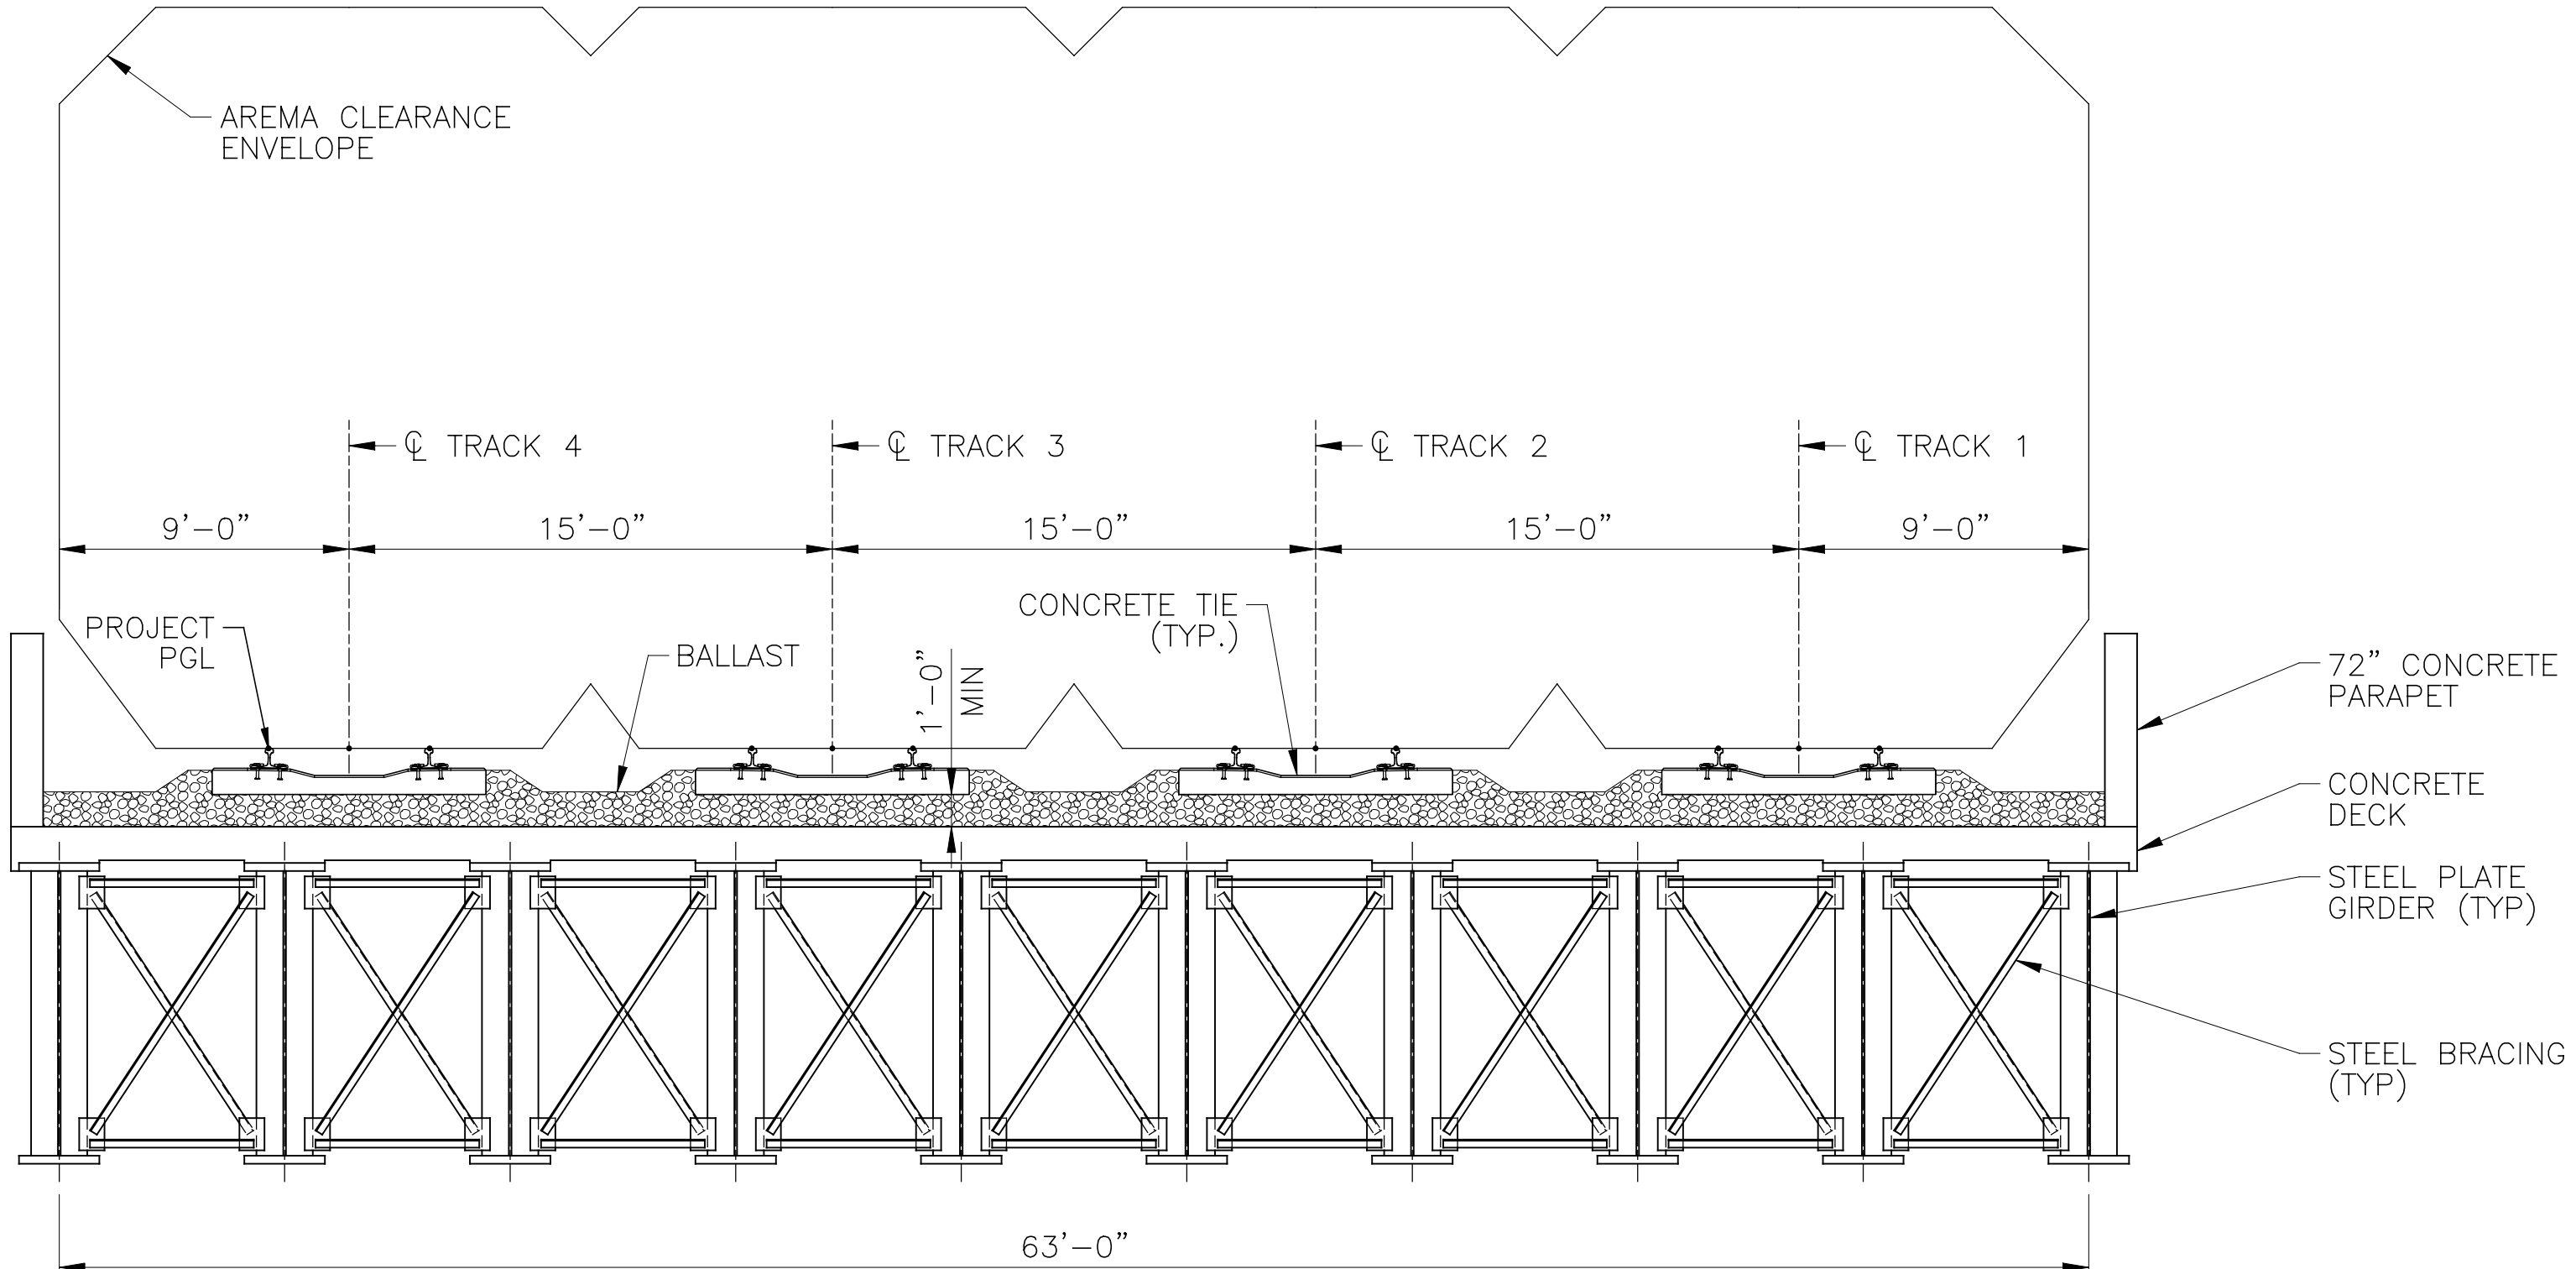 AREMA CLEARANCE
ENVELOPE
℄ TRACK 4
℄ TRACK 3
℄ TRACK 2
℄ TRACK 1
9'-0"
15'-0"
15'-0"
15'-0"
9'-0"
PROJECT
PGL
BALLAST
1'-0"
MIN
CONCRETE TIE
(TYP.)
72" CONCRETE
PARAPET
CONCRETE
DECK
STEEL PLATE
GIRDER (TYP)
STEEL BRACING
(TYP)
63'-0"